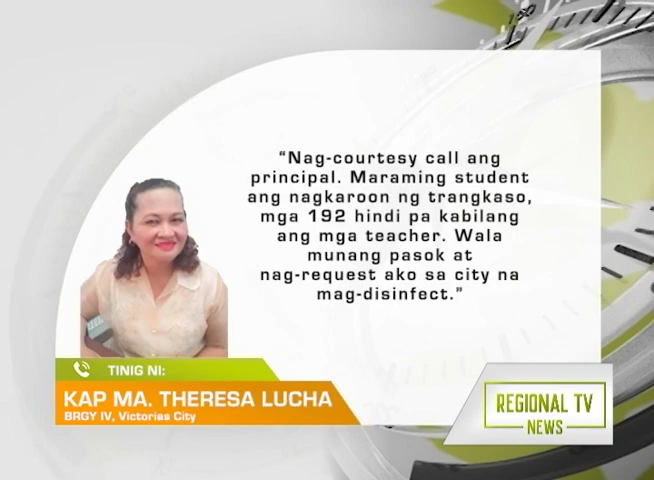 “Nag-courtesy call ang
principal. Maraming student
ang nagkaroon ng trangkaso,
mga 192 hindi pa kabilang
ang mga teacher. Wala
munang pasok at
nag-request ako sa city na
mag-disinfect.”
TINIG NI:
KAP MA. THERESA LUCHA
BRGY IV, Victorias City
REGIONAL TV
NEWS